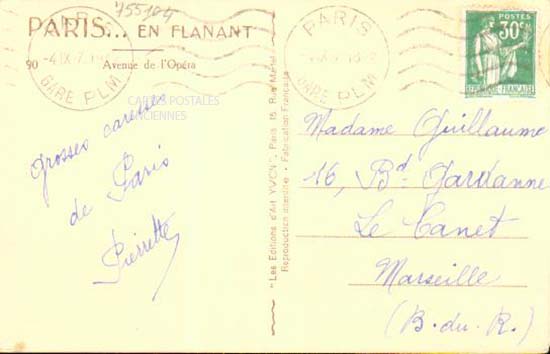 755104
PARIS... EN FLANANT
90 Avenue de l'Opéra
PARIS
GARE PLM
PARIS
GARE PLM
POSTES
30c
RÉPUBLIQUE FRANÇAISE
CARTES POSTALES
ANCIENNES
Grosses caresses
de Paris
Pierrette
"Les Editions d'Art YVON", Paris 15 Rue Martel
Reproduction interdite - Fabrication Française
Madame Guillaume
16, Bd Gardanne
Le Canet
Marseille
(B. du. R.)